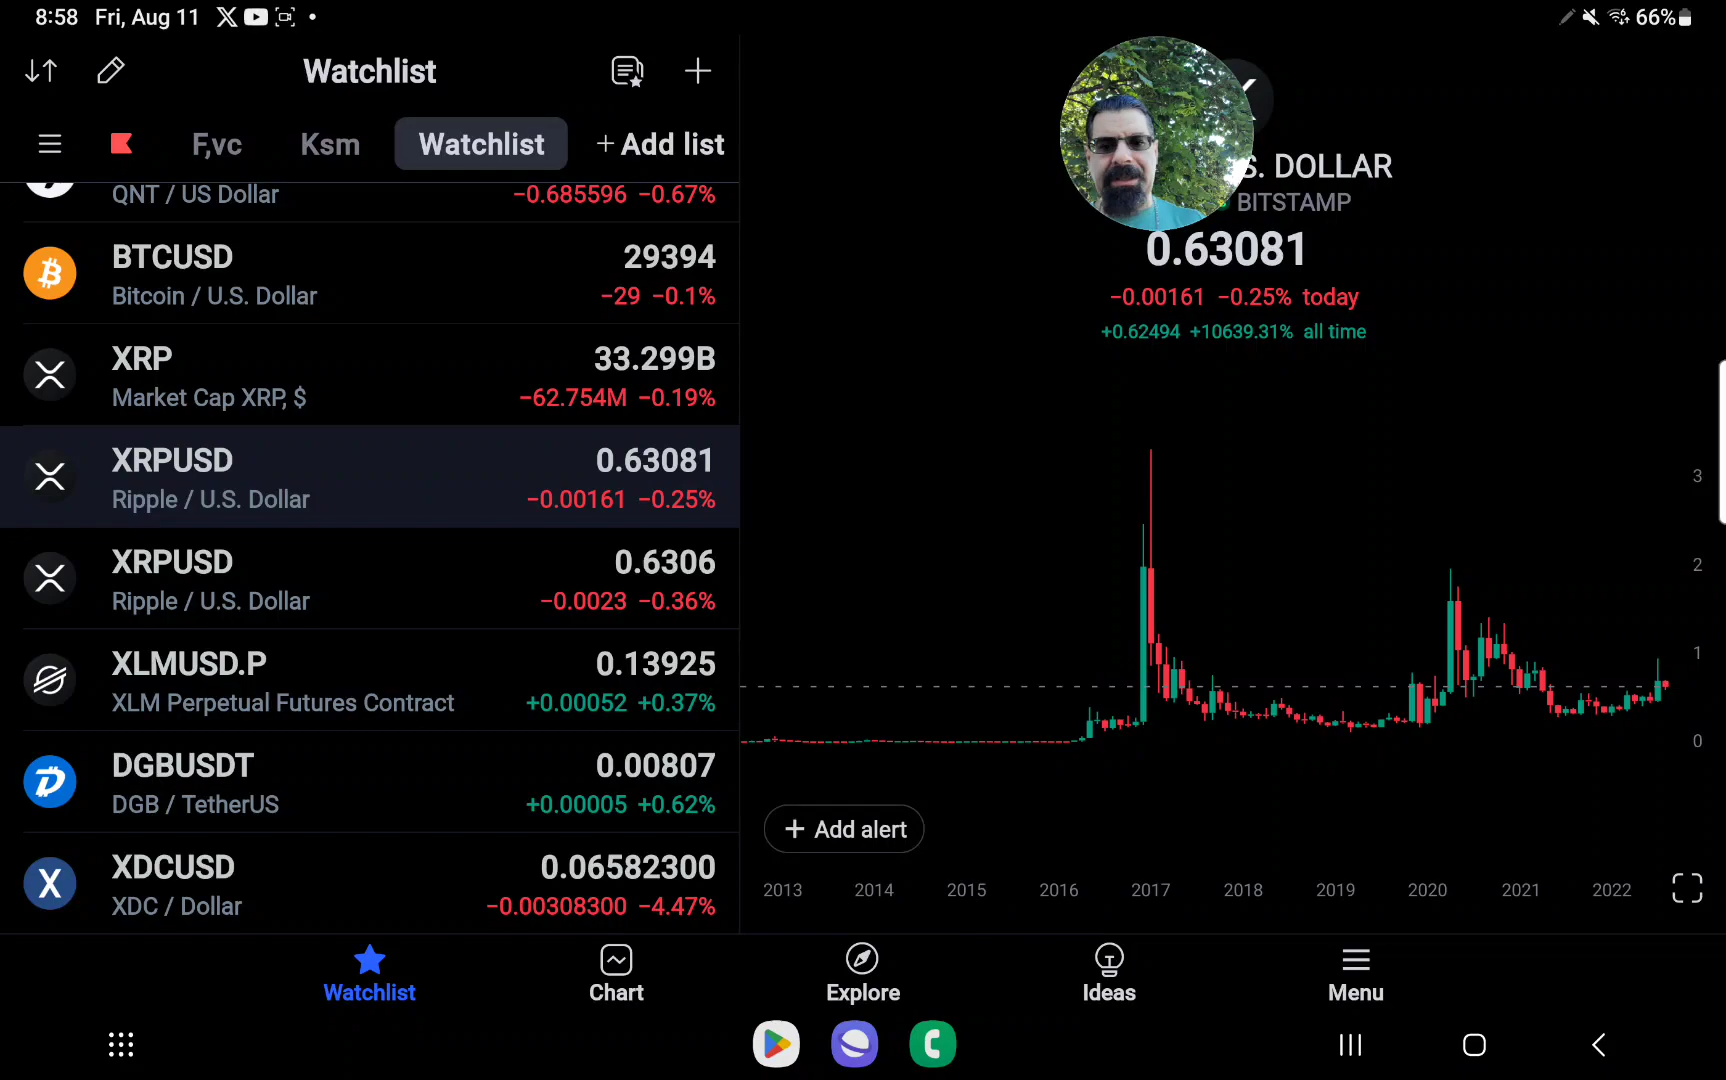 8:58 Fri, Aug 11
66%
Watchlist
F,vc Ksm Watchlist + Add list
QNT / US Dollar −0.685596 −0.67%
BTCUSD 29394
Bitcoin / U.S. Dollar −29 −0.1%
XRP 33.299B
Market Cap XRP, $ −62.754M −0.19%
XRPUSD 0.63081
Ripple / U.S. Dollar −0.00161 −0.25%
XRPUSD 0.6306
Ripple / U.S. Dollar −0.0023 −0.36%
XLMUSD.P 0.13925
XLM Perpetual Futures Contract +0.00052 +0.37%
DGBUSDT 0.00807
DGB / TetherUS +0.00005 +0.62%
XDCUSD 0.06582300
XDC / Dollar −0.00308300 −4.47%
S. DOLLAR
BITSTAMP
0.63081
−0.00161 −0.25% today
+0.62494 +10639.31% all time
3
2
1
0
+ Add alert
2013 2014 2015 2016 2017 2018 2019 2020 2021 2022
Watchlist Chart Explore Ideas Menu